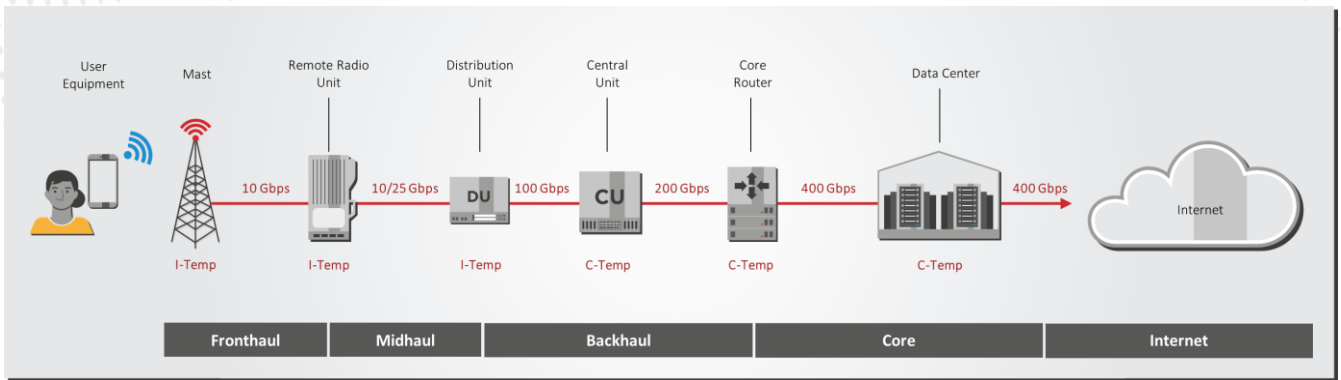 User
Equipment
Mast
Remote Radio
Unit
Distribution
Unit
Central
Unit
Core
Router
Data Center
10 Gbps
10/25 Gbps
DU
100 Gbps
CU
200 Gbps
400 Gbps
400 Gbps
Internet
I-Temp
I-Temp
I-Temp
C-Temp
C-Temp
C-Temp
Fronthaul
Midhaul
Backhaul
Core
Internet